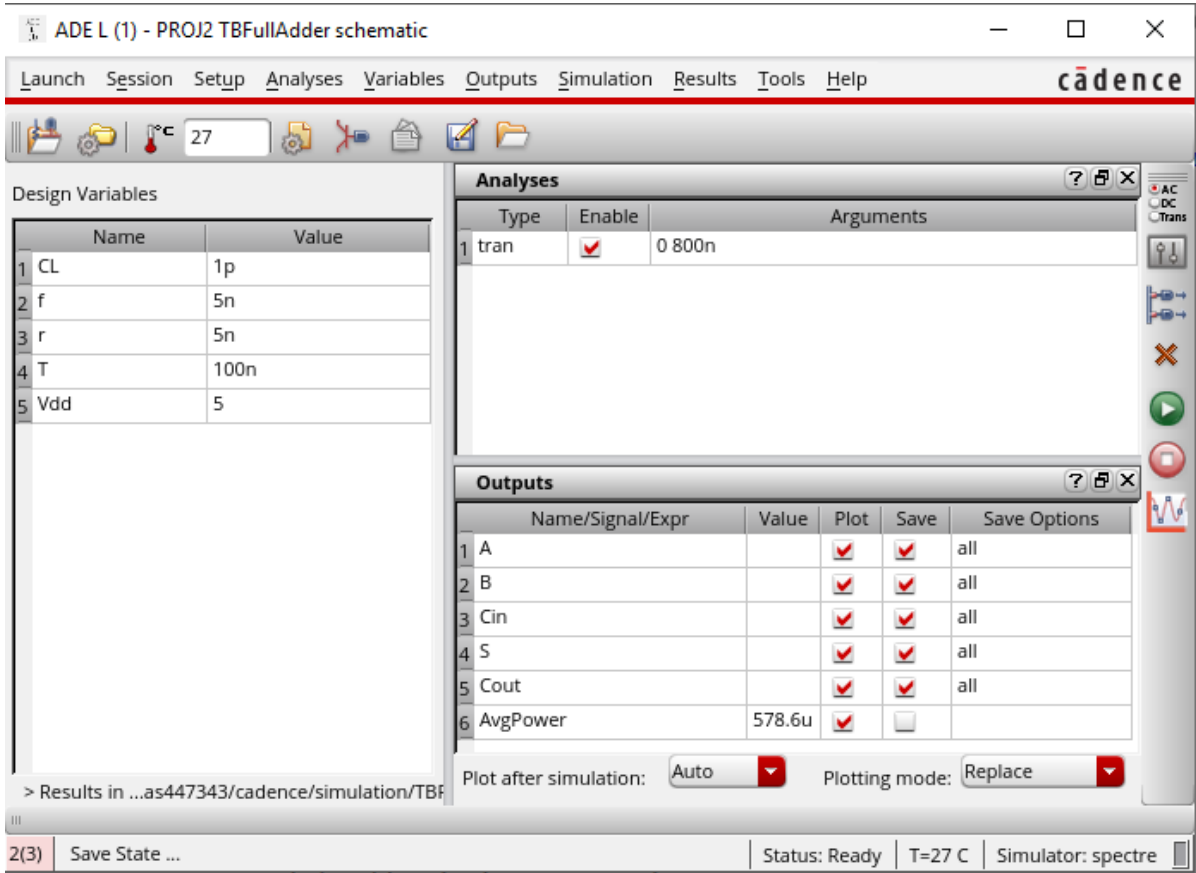 ADE L (1) - PROJ2 TBFullAdder schematic
Launch Session Setup Analyses Variables Outputs Simulation Results Tools Help cādence
°C 27
Design Variables
Name Value
1 CL 1p
2 f 5n
3 r 5n
4 T 100n
5 Vdd 5
> Results in ...as447343/cadence/simulation/TBF
Analyses
Type Enable Arguments
1 tran 0 800n
AC
DC
Trans
Outputs
Name/Signal/Expr Value Plot Save Save Options
1 A all
2 B all
3 Cin all
4 S all
5 Cout all
6 AvgPower 578.6u
Plot after simulation: Auto Plotting mode: Replace
2(3) Save State ... Status: Ready T=27 C Simulator: spectre